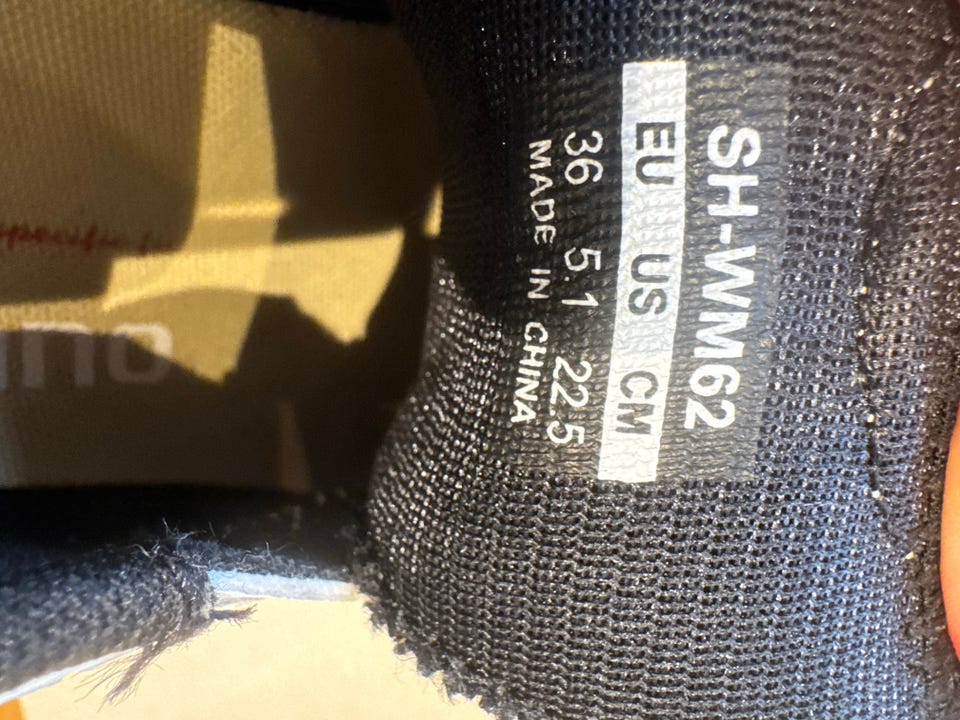 SH-WM62
EU US CM
36 5.1 22.5
MADE IN CHINA